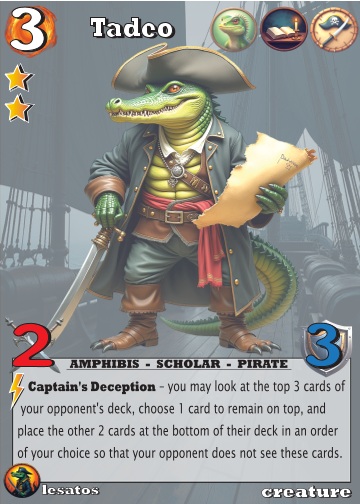 3 Tadeo
2 3
AMPHIBIS - SCHOLAR - PIRATE
Captain's Deception - you may look at the top 3 cards of
your opponent's deck, choose 1 card to remain on top, and
place the other 2 cards at the bottom of their deck in an order
of your choice so that your opponent does not see these cards.
lesatos creature